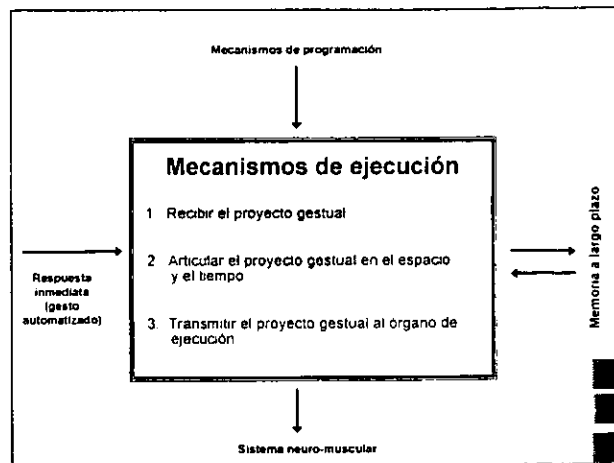 Mecanismos de programación
Mecanismos de ejecución
1 Recibir el proyecto gestual
2 Articular el proyecto gestual en el espacio
y el tiempo
3. Transmitir el proyecto gestual al órgano de
ejecución
Respuesta
inmediata
(gesto
automatizado)
Memoria a largo plazo
Sistema neuro-muscular